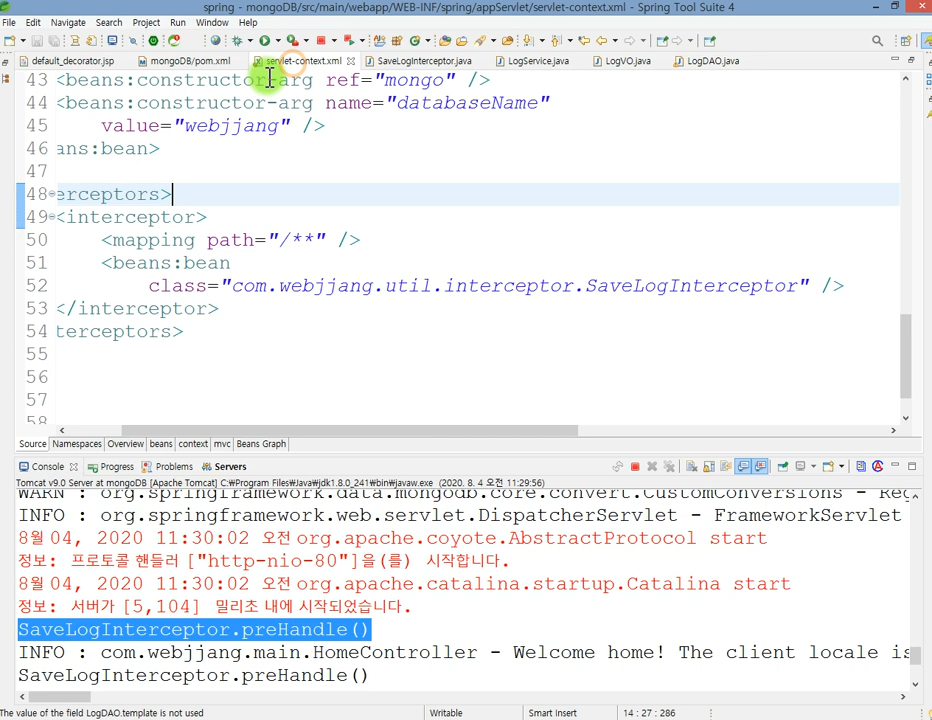 spring - mongoDB/src/main/webapp/WEB-INF/spring/appServlet/servlet-context.xml - Spring Tool Suite 4
File Edit Navigate Search Project Run Window Help
default_decorator.jsp mongoDB/pom.xml servlet-context.xml SaveLogInterceptor.java LogService.java LogVO.java LogDAO.java
43 <beans:constructor-arg ref="mongo" />
44 <beans:constructor-arg name="databaseName"
45 value="webjjang" />
46 ans:bean>
47
48 erceptors>
49 <interceptor>
50 <mapping path="/**" />
51 <beans:bean
52 class="com.webjjang.util.interceptor.SaveLogInterceptor" />
53 </interceptor>
54 terceptors>
55
56
57
58
Source Namespaces Overview beans context mvc Beans Graph
Console Progress Problems Servers
Tomcat v9.0 Server at mongoDB [Apache Tomcat] C:₩Program Files₩Java₩jdk1.8.0_241₩bin₩javaw.exe (2020. 8. 4 오전 11:29:56)
WARN : org.springframework.data.mongodb.core.convert.CustomConversions - Reg
INFO : org.springframework.web.servlet.DispatcherServlet - FrameworkServlet
8월 04, 2020 11:30:02 오전 org.apache.coyote.AbstractProtocol start
정보: 프로토콜 핸들러 ["http-nio-80"]을(를) 시작합니다.
8월 04, 2020 11:30:02 오전 org.apache.catalina.startup.Catalina start
정보: 서버가 [5,104] 밀리초 내에 시작되었습니다.
SaveLogInterceptor.preHandle()
INFO : com.webjjang.main.HomeController - Welcome home! The client locale is
SaveLogInterceptor.preHandle()
The value of the field LogDAO.template is not used Writable Smart Insert 14 : 27 : 286